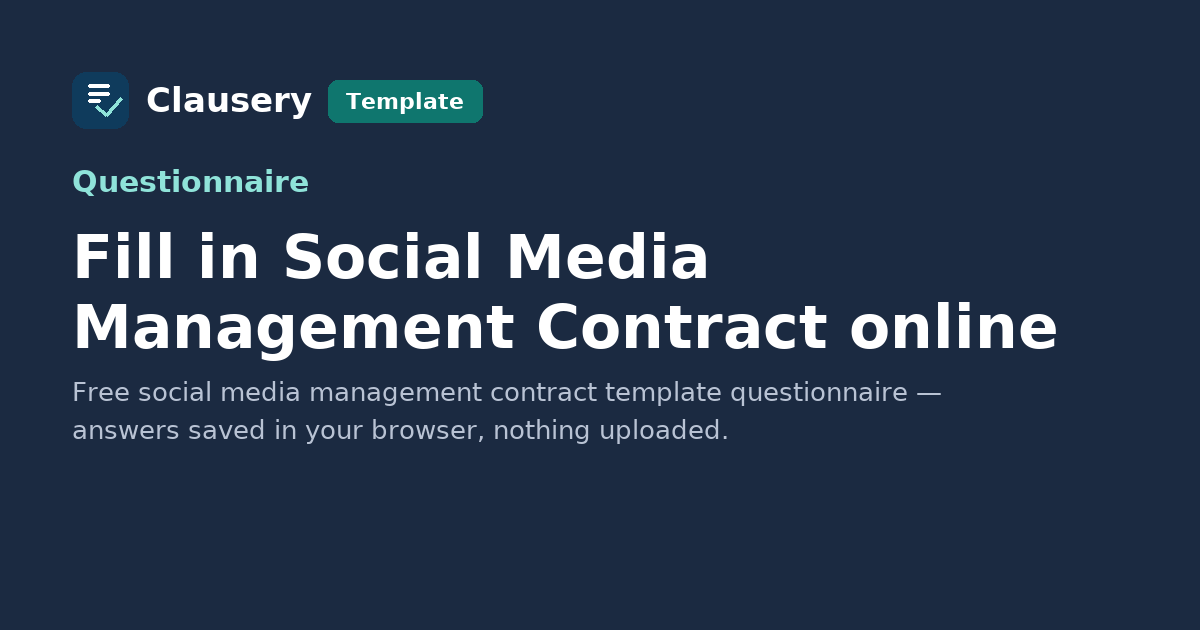 Clausery
Template
Questionnaire
Fill in Social Media
Management Contract online
Free social media management contract template questionnaire —
answers saved in your browser, nothing uploaded.